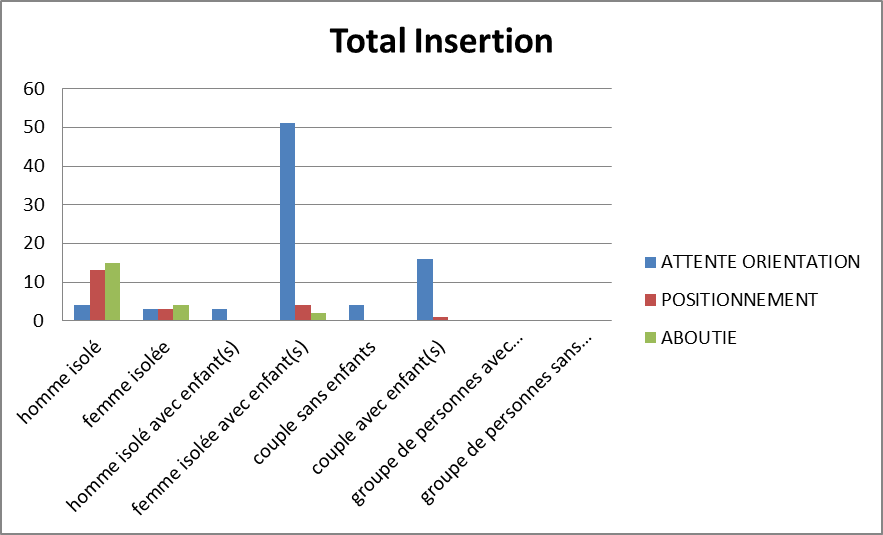 Total Insertion
60
50
40
30
20
10
0
homme isolé
femme isolée
homme isolé avec enfant(s)
femme isolée avec enfant(s)
couple sans enfants
couple avec enfant(s)
groupe de personnes avec...
groupe de personnes sans...
ATTENTE ORIENTATION
POSITIONNEMENT
ABOUTIE